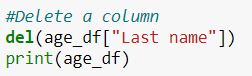 #Delete a column
del(age_df["Last name"])
print(age_df)